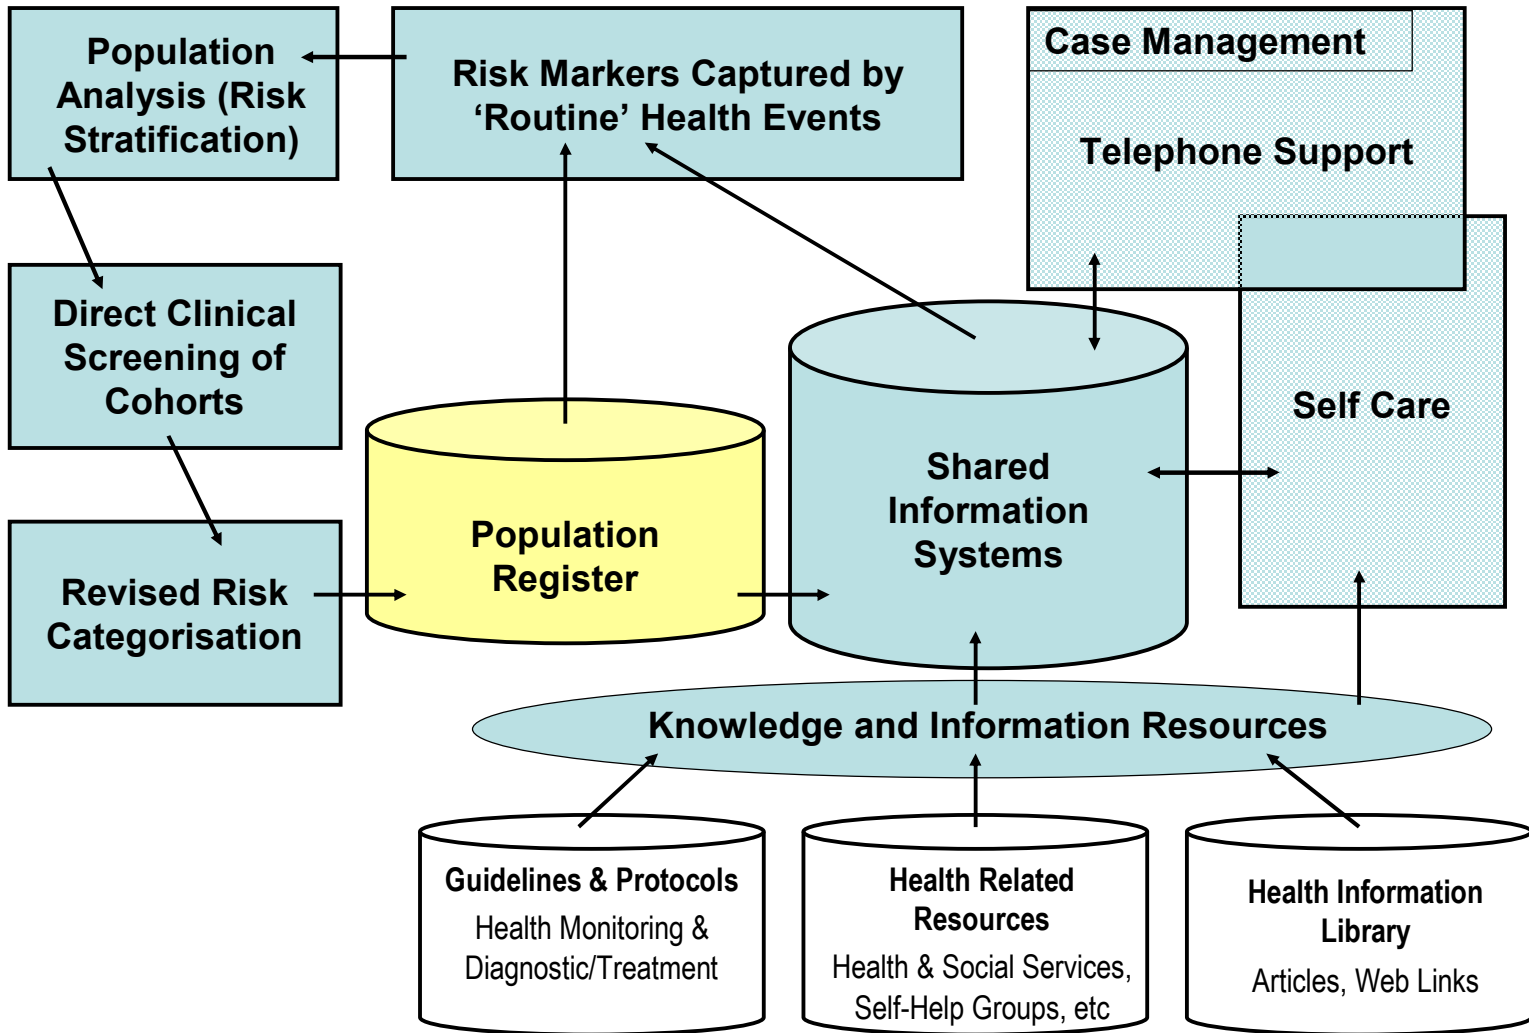 Population
Analysis (Risk
Stratification)
Risk Markers Captured by
‘Routine’ Health Events
Case Management
Telephone Support
Direct Clinical
Screening of
Cohorts
Self Care
Shared
Information
Systems
Population
Register
Revised Risk
Categorisation
Knowledge and Information Resources
Guidelines & Protocols
Health Monitoring &
Diagnostic/Treatment
Health Related
Resources
Health & Social Services,
Self-Help Groups, etc
Health Information
Library
Articles, Web Links